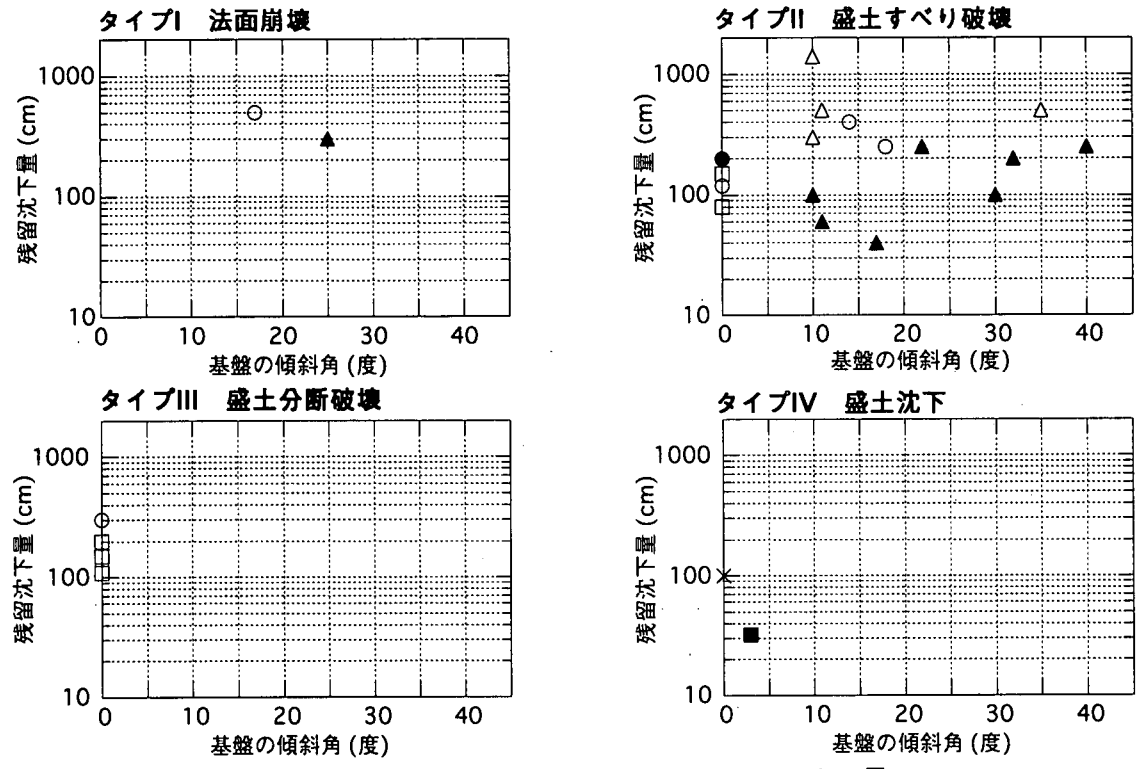 タイプI 法面崩壊
1000
100
10
残留沈下量 (cm)
0 10 20 30 40
基盤の傾斜角 (度)
タイプII 盛土すべり破壊
1000
100
10
残留沈下量 (cm)
0 10 20 30 40
基盤の傾斜角 (度)
タイプIII 盛土分断破壊
1000
100
10
残留沈下量 (cm)
0 10 20 30 40
基盤の傾斜角 (度)
タイプIV 盛土沈下
1000
100
10
残留沈下量 (cm)
0 10 20 30 40
基盤の傾斜角 (度)